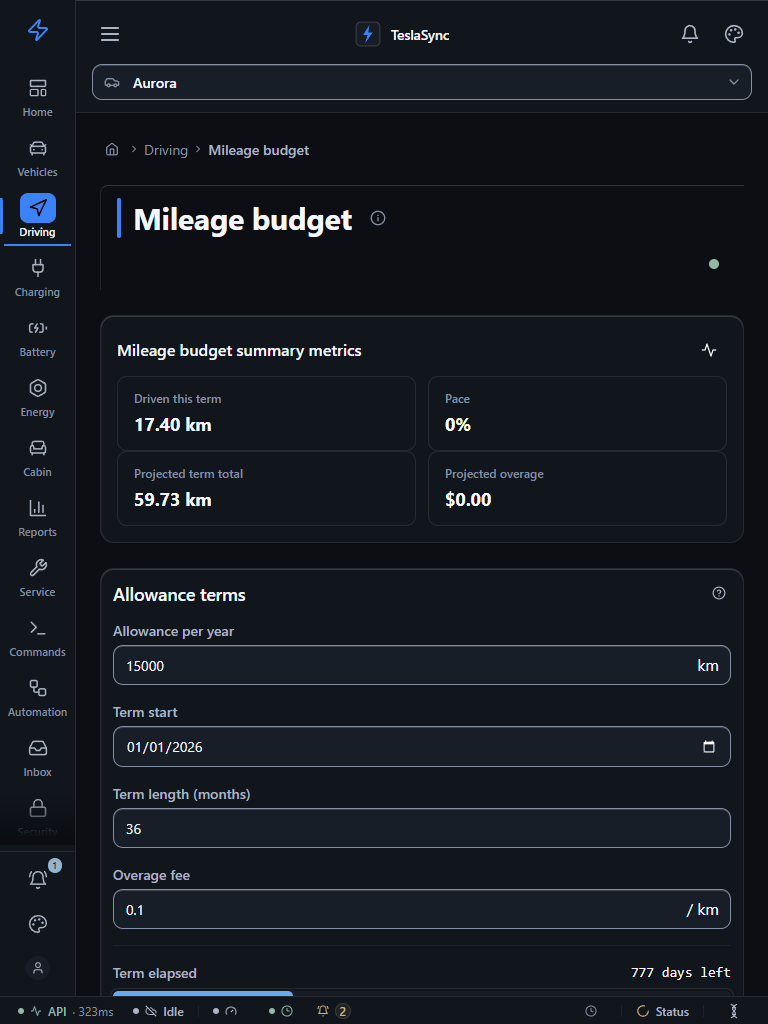 TeslaSync
Aurora
Home
Vehicles
Driving
Charging
Battery
Energy
Cabin
Reports
Service
Commands
Automation
Inbox
Security
1
Driving
Mileage budget
Mileage budget
Mileage budget summary metrics
Driven this term
17.40 km
Pace
0%
Projected term total
59.73 km
Projected overage
$0.00
Allowance terms
Allowance per year
15000 km
Term start
01/01/2026
Term length (months)
36
Overage fee
0.1 / km
Term elapsed 777 days left
API · 323ms Idle 2 Status